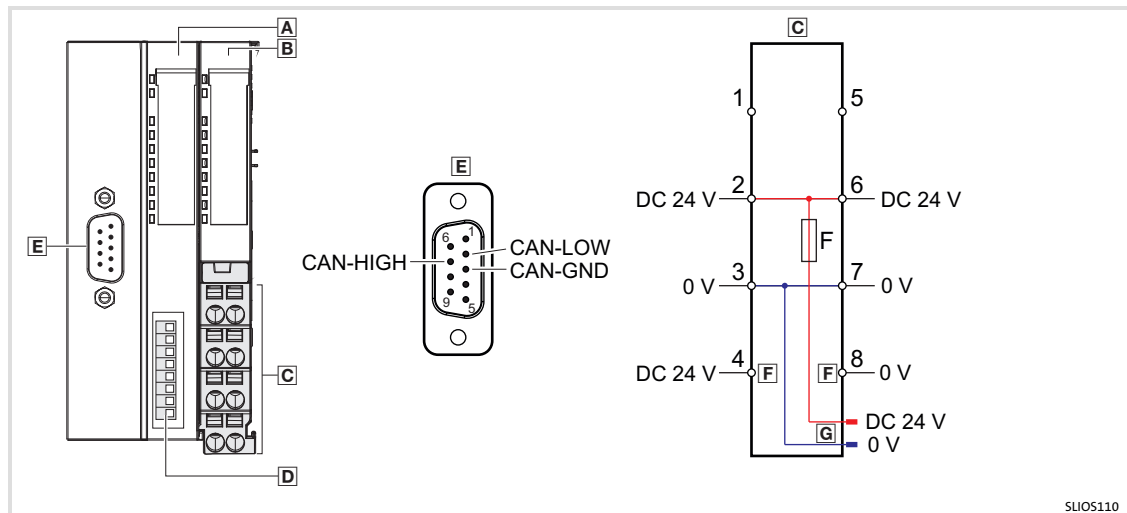 A
B
E
C
D
E
6
1
CAN-HIGH
CAN-LOW
CAN-GND
9
5
C
1
5
DC 24 V
2
6
DC 24 V
F
0 V
3
7
0 V
DC 24 V
4
F
F
8
0 V
DC 24 V
G
0 V
SLIOS110